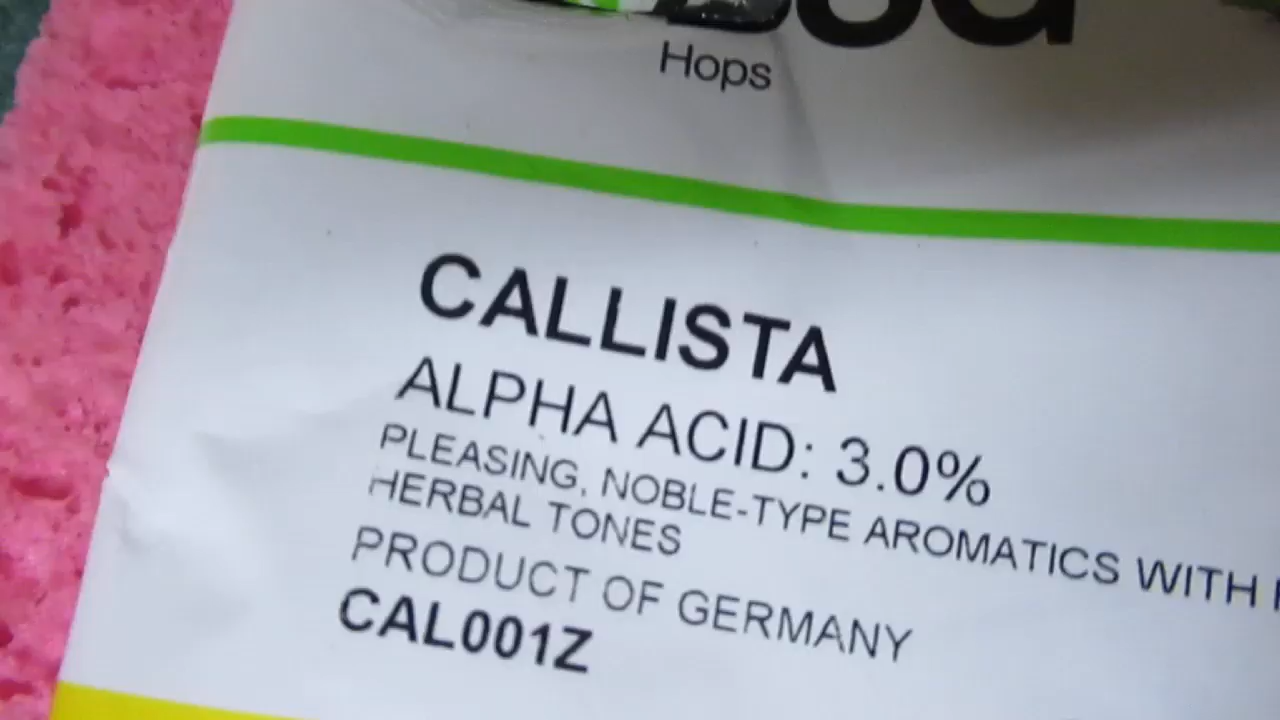 Hops
CALLISTA
ALPHA ACID: 3.0%
PLEASING, NOBLE-TYPE AROMATICS WITH
HERBAL TONES
PRODUCT OF GERMANY
CAL001Z